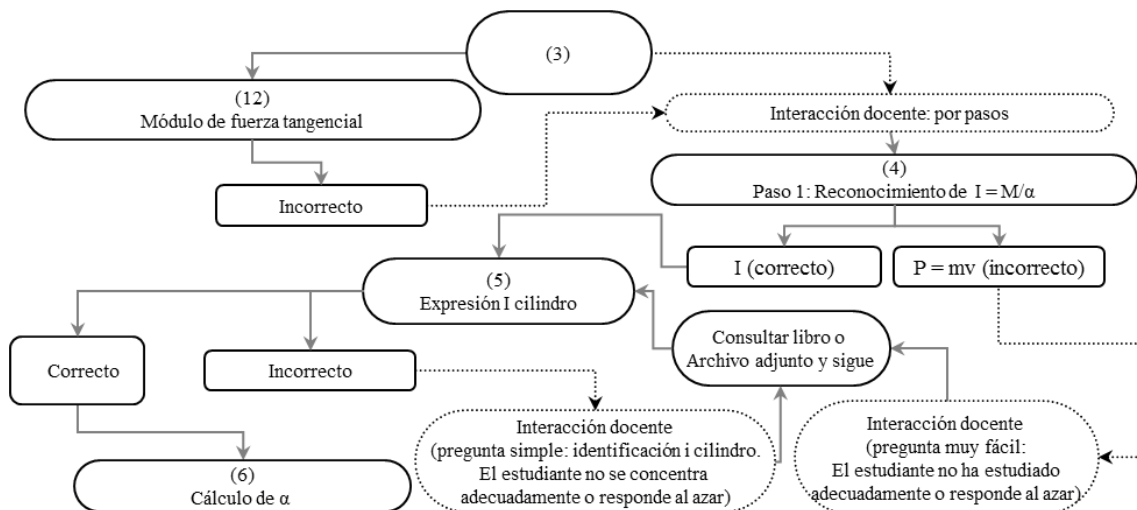 (3)
(12)
Módulo de fuerza tangencial
Interacción docente: por pasos
(4)
Paso 1: Reconocimiento de I = M/α
Incorrecto
I (correcto)
P = mv (incorrecto)
(5)
Expresión I cilindro
Consultar libro o
Archivo adjunto y sigue
Correcto
Incorrecto
Interacción docente
(pregunta simple: identificación i cilindro.
El estudiante no se concentra
adecuadamente o responde al azar)
Interacción docente
(pregunta muy fácil:
El estudiante no ha estudiado
adecuadamente o responde al azar)
(6)
Cálculo de α